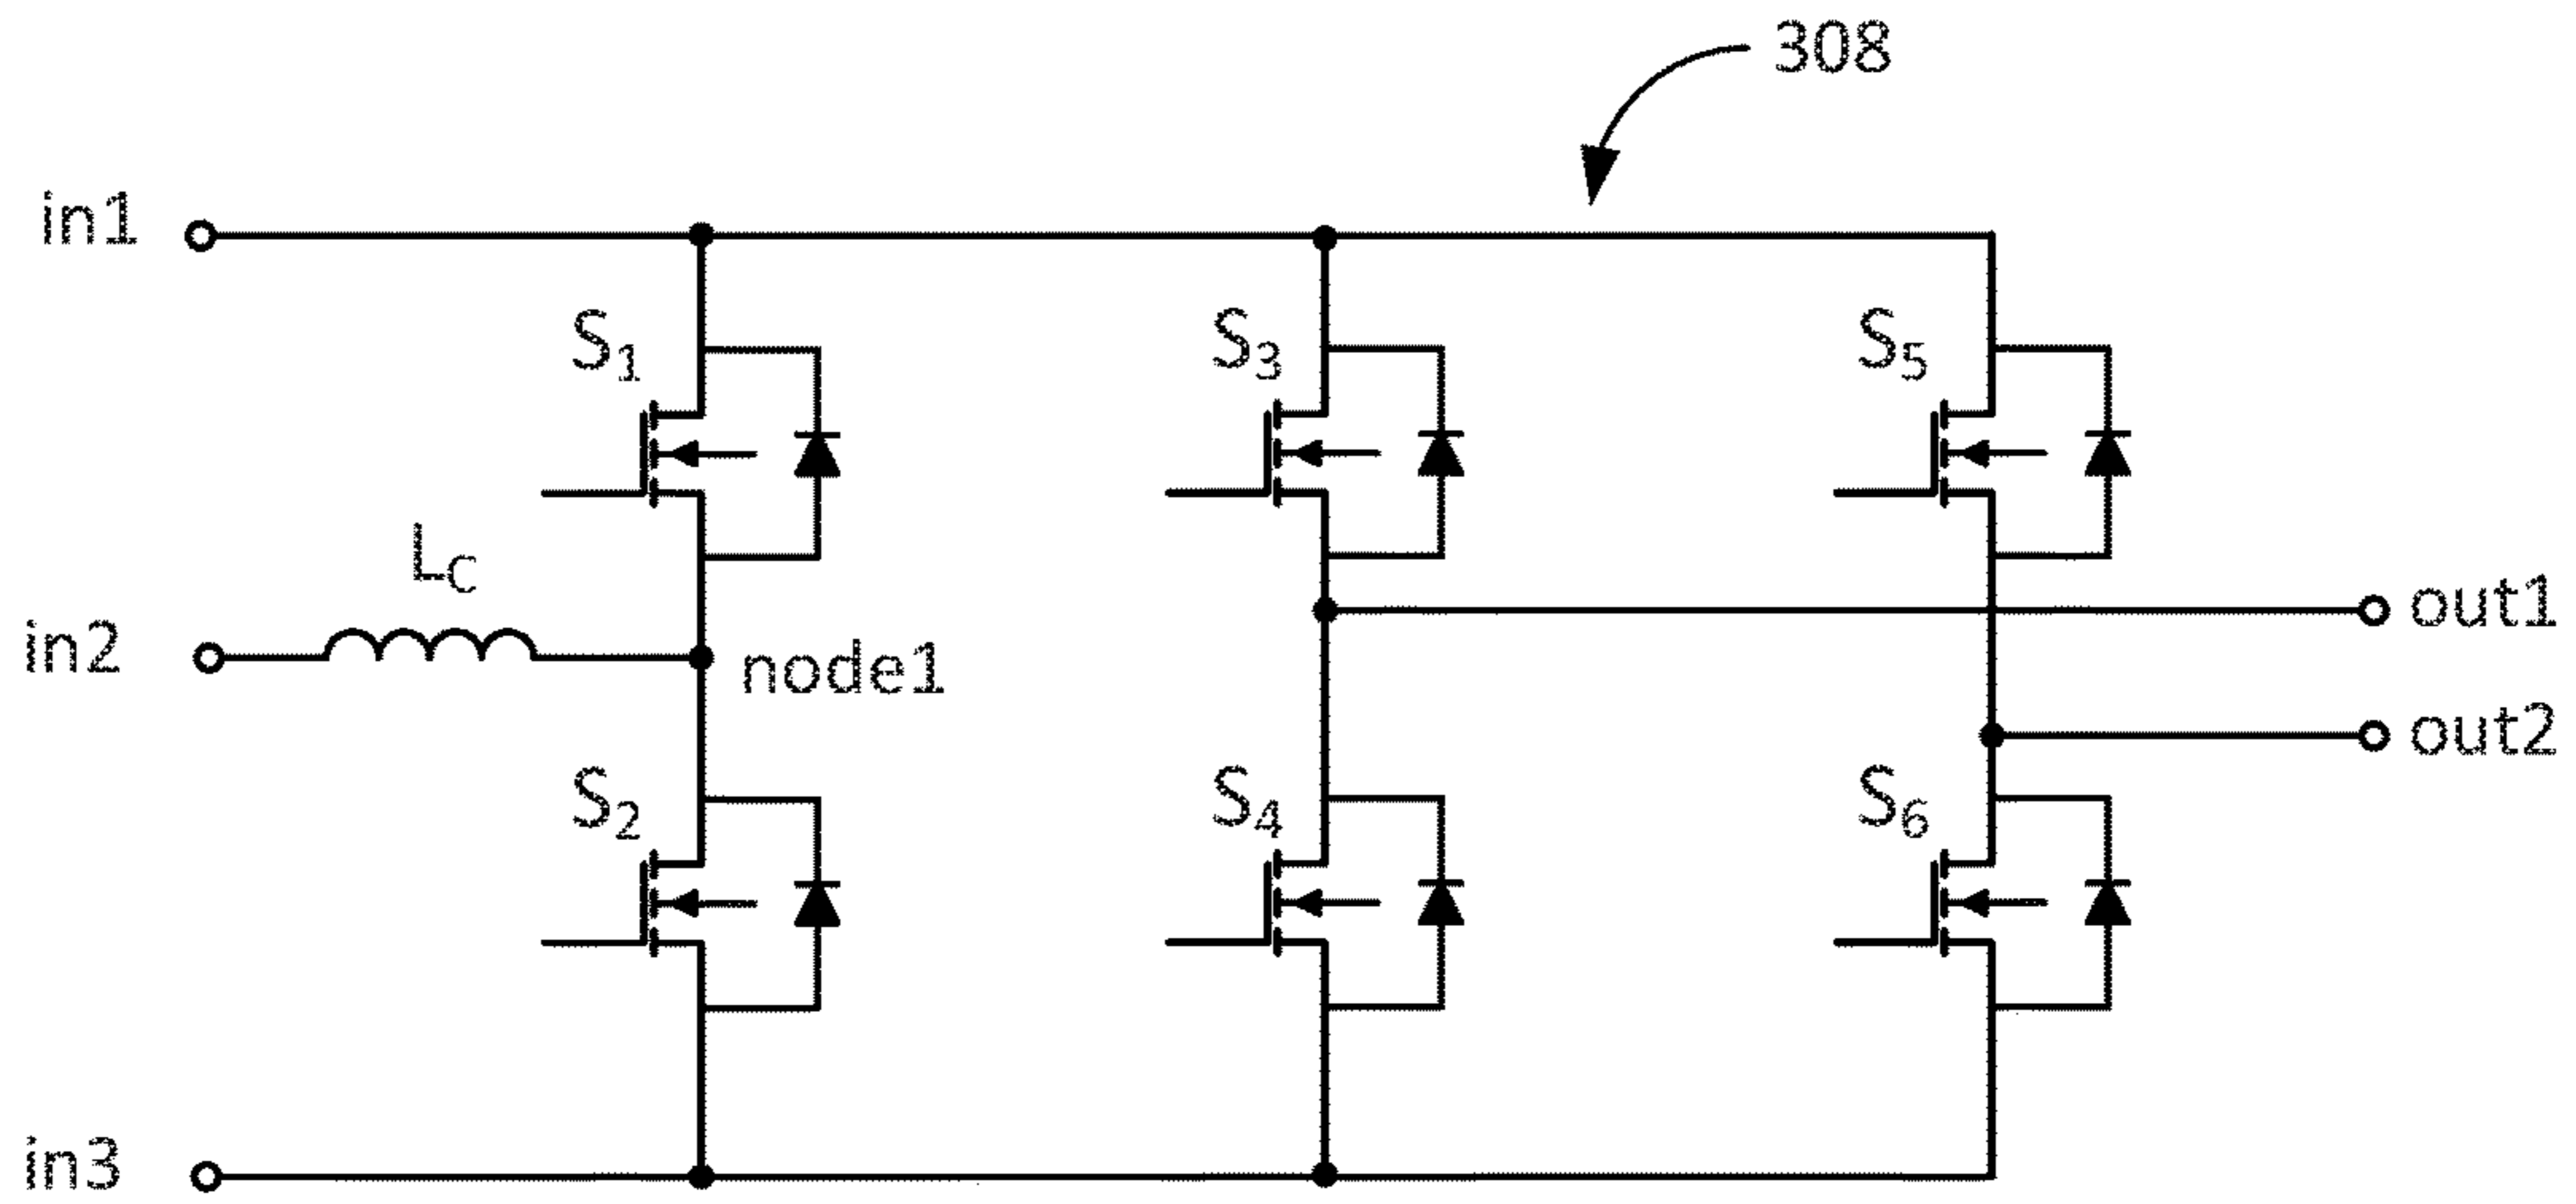 308
in1
S1
S3
S5
LC
in2
node1
out1
out2
S2
S4
S6
in3